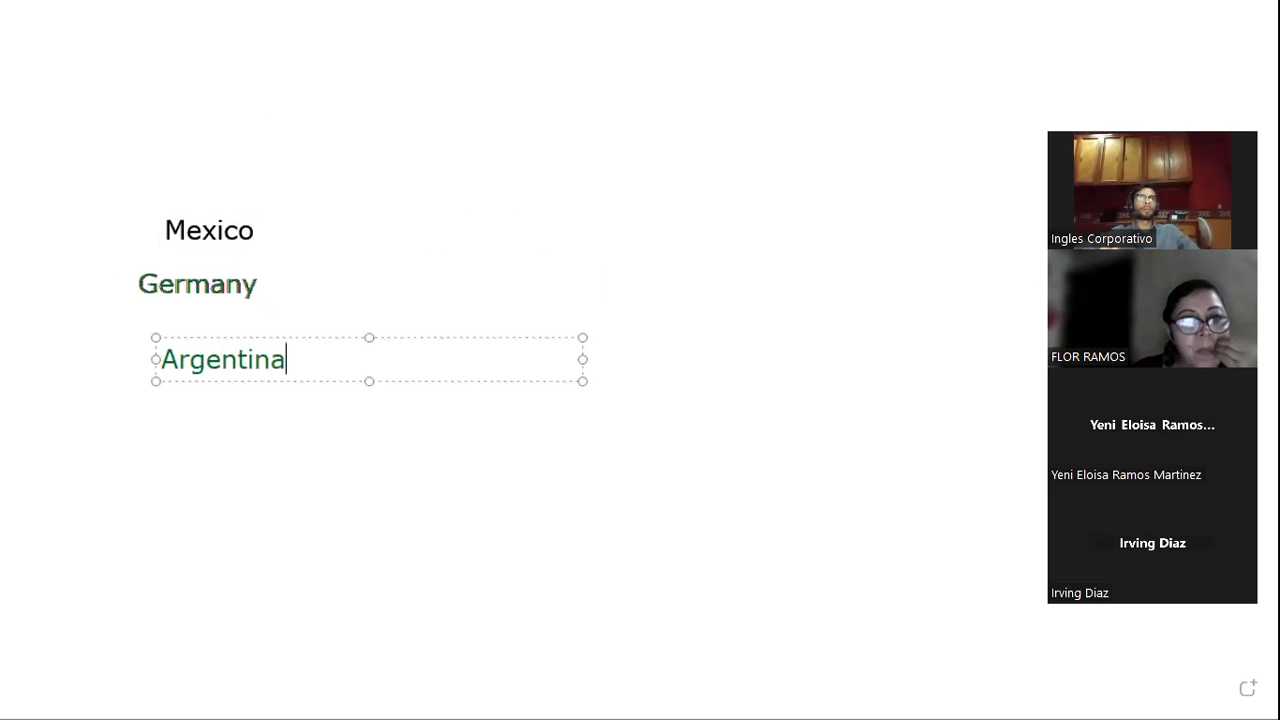 Mexico
Germany
Argentina
Ingles Corporativo
FLOR RAMOS
Yeni Eloisa Ramos...
Yeni Eloisa Ramos Martinez
Irving Diaz
Irving Diaz